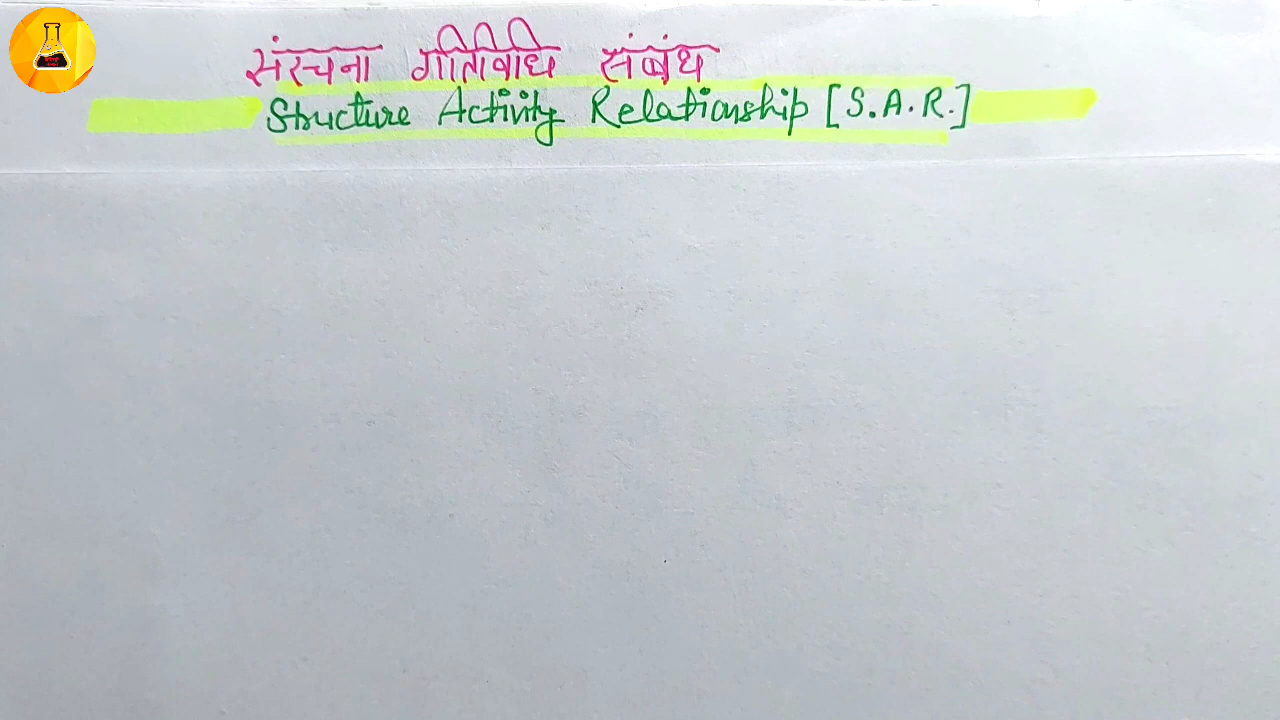 संरचना गतिविधि संबंध
Structure Activity Relationship [S.A.R.]